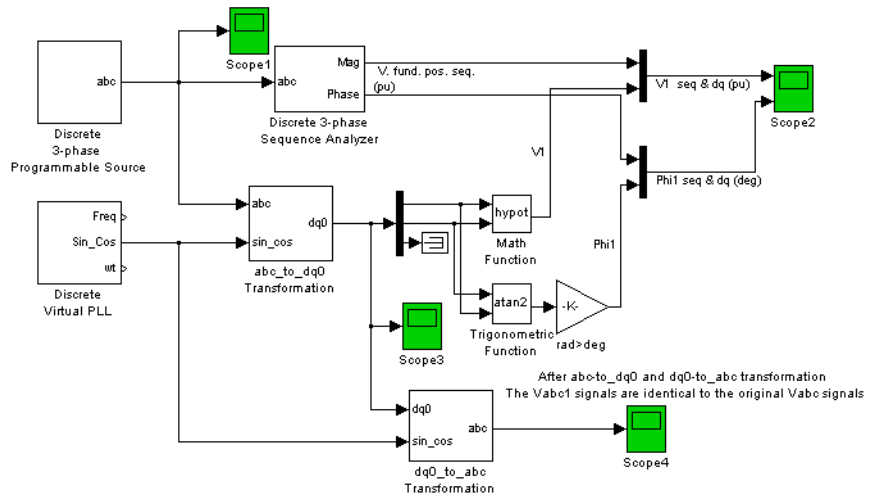 Scope1
abc
Discrete
3-phase
Programmable Source
abc
Mag
Phase
Discrete 3-phase
Sequence Analyzer
V. fund. pos. seq.
(pu)
V1 seq & dq (pu)
Scope2
V1
Phi1 seq & dq (deg)
Freq
Sin_Cos
wt
Discrete
Virtual PLL
abc
sin_cos
dq0
abc_to_dq0
Transformation
hypot
Math
Function
Phi1
atan2
Trigonometric
Function
-K-
rad>deg
Scope3
After abc-to_dq0 and dq0-to_abc transformation
The Vabc1 signals are identical to the original Vabc signals
dq0
sin_cos
abc
dq0_to_abc
Transformation
Scope4